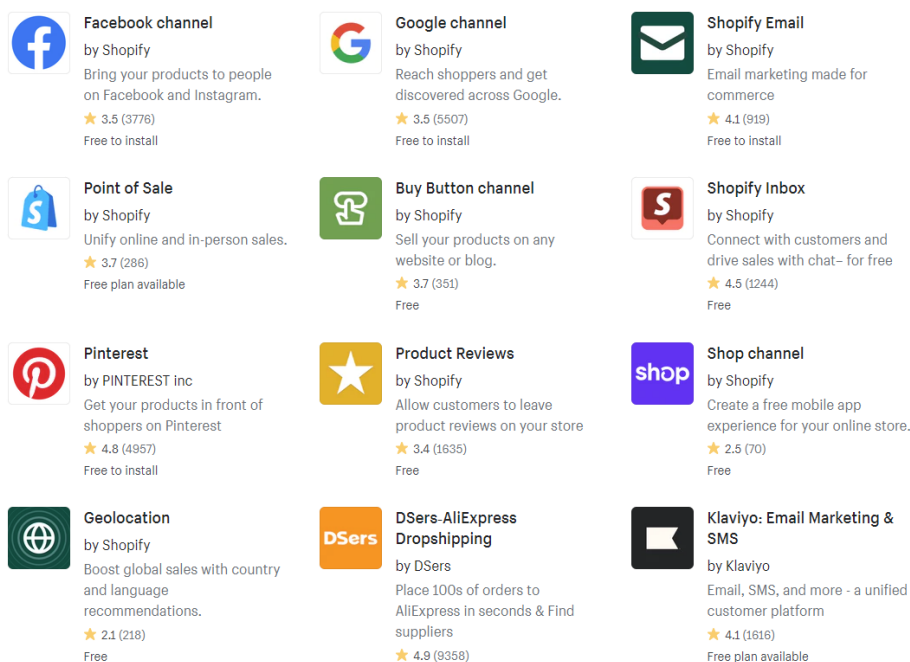 Facebook channel
by Shopify
Bring your products to people
on Facebook and Instagram.
3.5 (3776)
Free to install
Google channel
by Shopify
Reach shoppers and get
discovered across Google.
3.5 (5507)
Free to install
Shopify Email
by Shopify
Email marketing made for
commerce
4.1 (919)
Free to install
Point of Sale
by Shopify
Unify online and in-person sales.
3.7 (286)
Free plan available
Buy Button channel
by Shopify
Sell your products on any
website or blog.
3.7 (351)
Free
Shopify Inbox
by Shopify
Connect with customers and
drive sales with chat– for free
4.5 (1244)
Free
Pinterest
by PINTEREST inc
Get your products in front of
shoppers on Pinterest
4.8 (4957)
Free to install
Product Reviews
by Shopify
Allow customers to leave
product reviews on your store
3.4 (1635)
Free
shop
Shop channel
by Shopify
Create a free mobile app
experience for your online store.
2.5 (70)
Free
Geolocation
by Shopify
Boost global sales with country
and language
recommendations.
2.1 (218)
Free
DSers
DSers-AliExpress
Dropshipping
by DSers
Place 100s of orders to
AliExpress in seconds & Find
suppliers
4.9 (9358)
Klaviyo: Email Marketing &
SMS
by Klaviyo
Email, SMS, and more - a unified
customer platform
4.1 (1616)
Free plan available